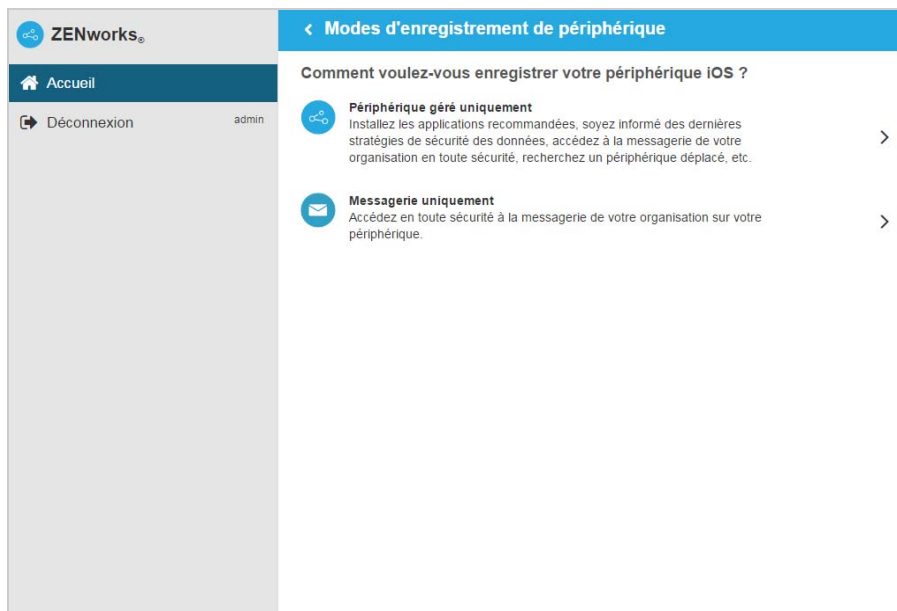 ZENworks®
Accueil
Déconnexion admin
Modes d'enregistrement de périphérique
Comment voulez-vous enregistrer votre périphérique iOS ?
Périphérique géré uniquement
Installez les applications recommandées, soyez informé des dernières
stratégies de sécurité des données, accédez à la messagerie de votre
organisation en toute sécurité, recherchez un périphérique déplacé, etc.
Messagerie uniquement
Accédez en toute sécurité à la messagerie de votre organisation sur votre
périphérique.